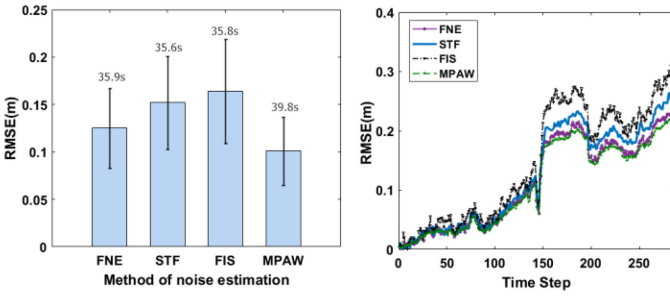 0.25
0.2
0.15
0.1
0.05
0
RMSE(m)
35.9s
35.6s
35.8s
39.8s
FNE STF FIS MPAW
Method of noise estimation
0.4
0.3
0.2
0.1
0
RMSE(m)
FNE
STF
FIS
MPAW
0 50 100 150 200 250
Time Step